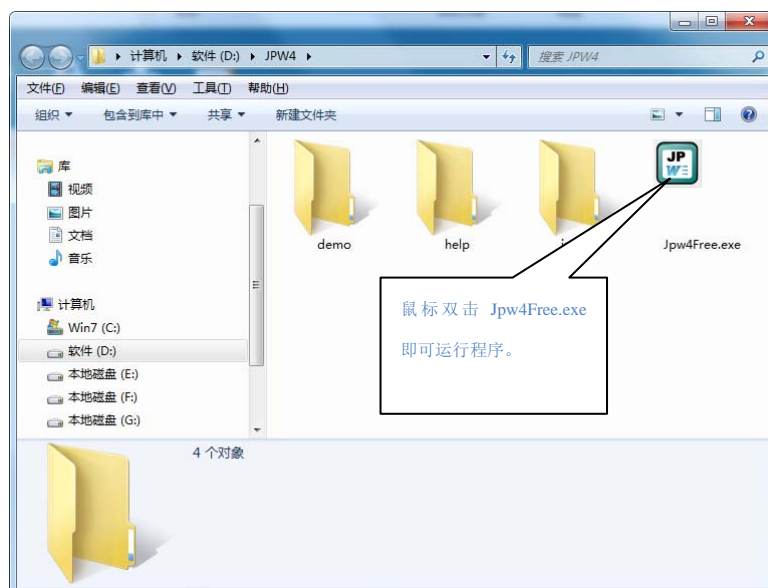 计算机 ▸ 软件 (D:) ▸ JPW4 ▸
搜索 JPW4
文件(F) 编辑(E) 查看(V) 工具(T) 帮助(H)
组织 包含到库中 共享 新建文件夹
库
视频
图片
文档
音乐
计算机
Win7 (C:)
软件 (D:)
本地磁盘 (E:)
本地磁盘 (F:)
本地磁盘 (G:)
JP
WE
demo
help
Jpw4Free.exe
鼠标双击 Jpw4Free.exe
即可运行程序。
4 个对象